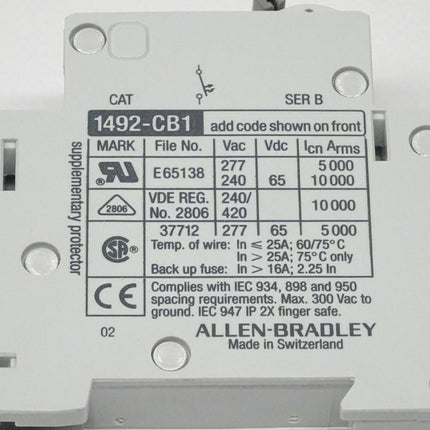 CAT SER B
1492-CB1 add code shown on front
MARK File No. Vac Vdc Icn Arms
RU E65138 277 5 000
240 65 10 000
2806 VDE REG. 240/ 10 000
No. 2806 420
37712 277 65 5 000
SA Temp. of wire: In ≤ 25A; 60/75°C
In > 25A; 75°C only
Back up fuse: In > 16A; 2.25 In
CE Complies with IEC 934, 898 and 950
spacing requirements. Max. 300 Vac to
ground. IEC 947 IP 2X finger safe.
02 ALLEN-BRADLEY
Made in Switzerland
supplementary protector